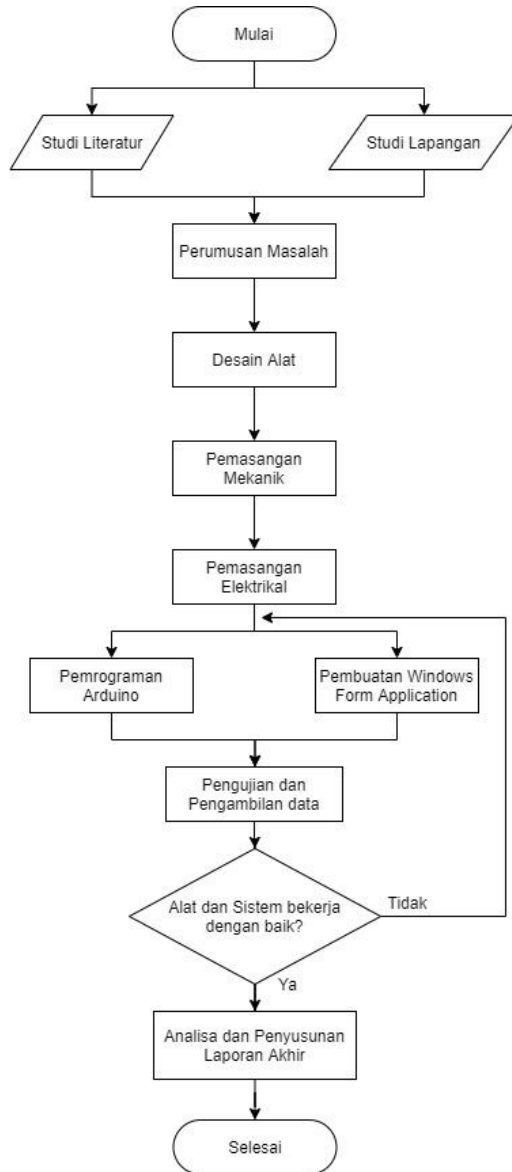 Mulai
Studi Literatur
Studi Lapangan
Perumusan Masalah
Desain Alat
Pemasangan
Mekanik
Pemasangan
Elektrikal
Pemrograman
Arduino
Pembuatan Windows
Form Application
Pengujian dan
Pengambilan data
Alat dan Sistem bekerja
dengan baik?
Tidak
Ya
Analisa dan Penyusunan
Laporan Akhir
Selesai